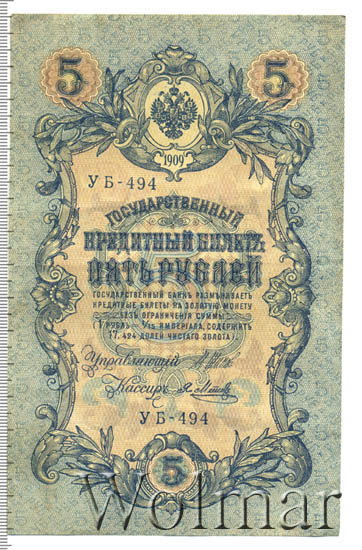 5 5
1909
УБ-494
ГОСУДАРСТВЕННЫЙ
КРЕДИТНЫЙ БИЛЕТЪ
ПЯТЬ РУБЛЕЙ
ГОСУДАРСТВЕННЫЙ БАНКЪ РАЗМѢНИВАЕТЪ
КРЕДИТНЫЕ БИЛЕТЫ НА ЗОЛОТУЮ МОНЕТУ
БЕЗЪ ОГРАНИЧЕНІЯ СУММЫ
(1 РУБЛЬ = 1/15 ИМПЕРІАЛА, СОДЕРЖИТЪ
17,424 ДОЛЕЙ ЧИСТАГО ЗОЛОТА).
Управляющій
Кассиръ
УБ-494
5
Wolmar